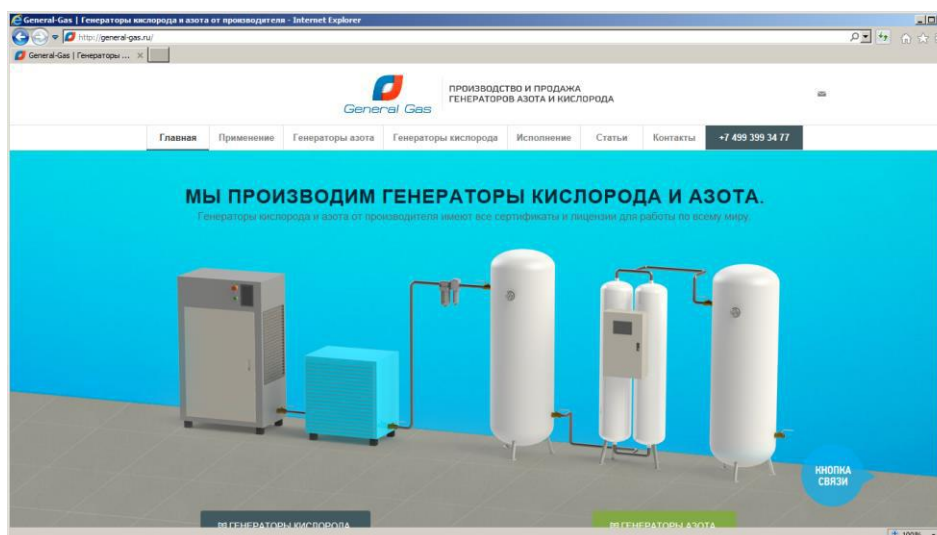 General-Gas | Генераторы кислорода и азота от производителя - Internet Explorer
http://general-gas.ru/
General-Gas | Генераторы ...
General Gas
ПРОИЗВОДСТВО И ПРОДАЖА
ГЕНЕРАТОРОВ АЗОТА И КИСЛОРОДА
Главная Применение Генераторы азота Генераторы кислорода Исполнение Статьи Контакты +7 499 399 34 77
МЫ ПРОИЗВОДИМ ГЕНЕРАТОРЫ КИСЛОРОДА И АЗОТА.
Генераторы кислорода и азота от производителя имеют все сертификаты и лицензии для работы по всему миру.
КНОПКА
СВЯЗИ
ГЕНЕРАТОРЫ КИСЛОРОДА
ГЕНЕРАТОРЫ АЗОТА
100%